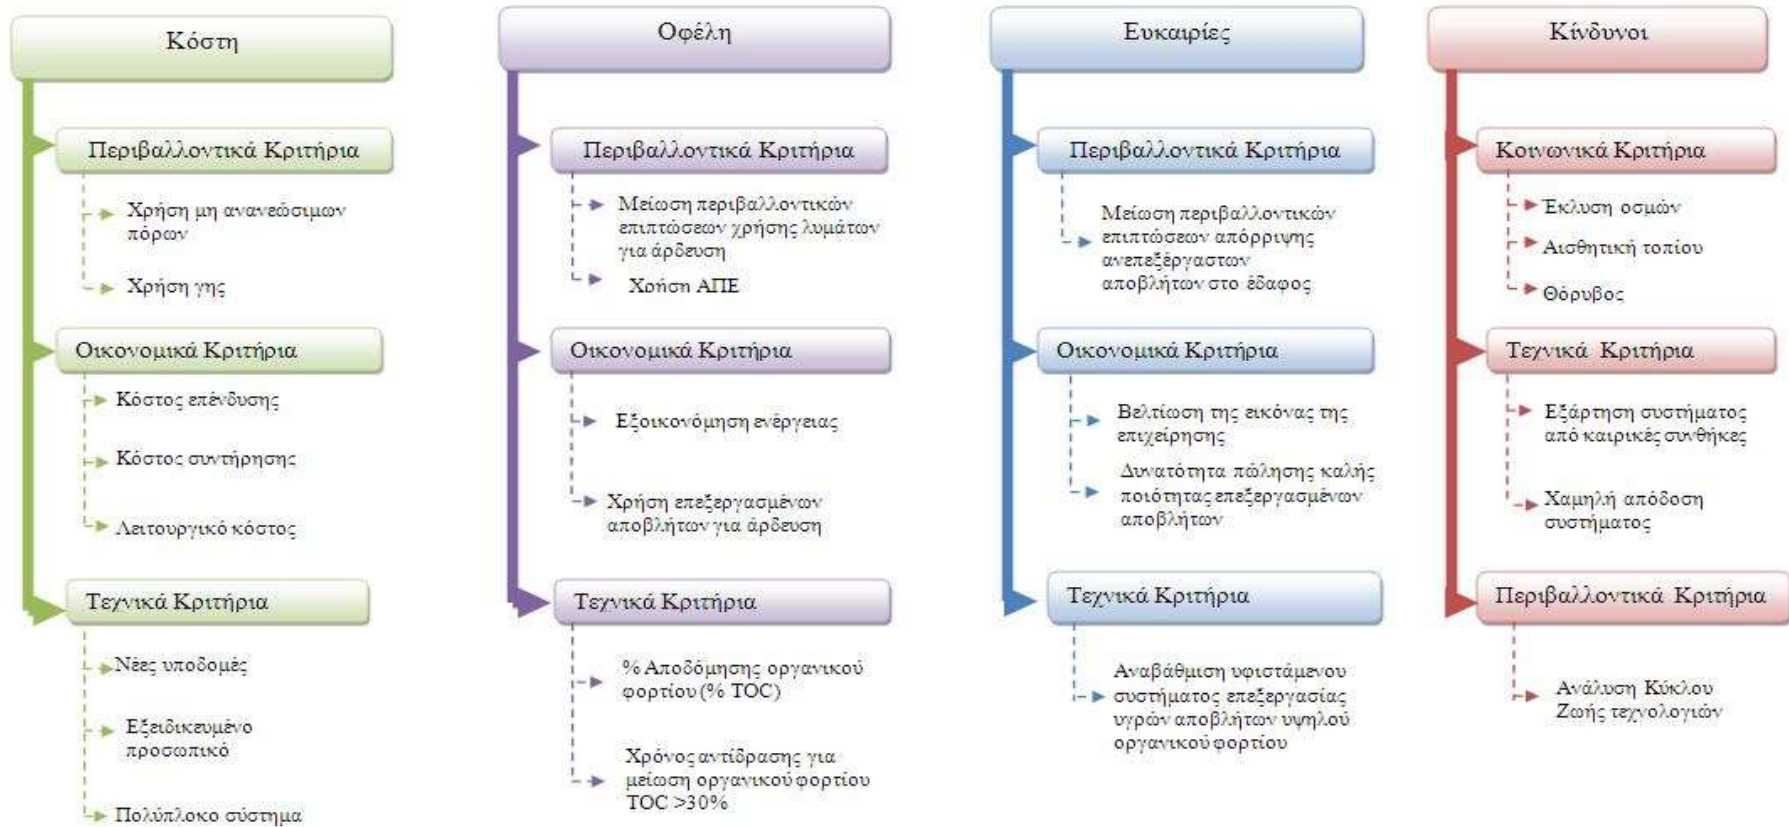 Κόστη
Περιβαλλοντικά Κριτήρια
Χρήση μη ανανεώσιμων
πόρων
Χρήση γης
Οικονομικά Κριτήρια
Κόστος επένδυσης
Κόστος συντήρησης
Λειτουργικό κόστος
Τεχνικά Κριτήρια
Νέες υποδομές
Εξειδικευμένο
προσωπικό
Πολύπλοκο σύστημα
Οφέλη
Περιβαλλοντικά Κριτήρια
Μείωση περιβαλλοντικών
επιπτώσεων χρήσης λυμάτων
για άρδευση
Χρήση ΑΠΕ
Οικονομικά Κριτήρια
Εξοικονόμηση ενέργειας
Χρήση επεξεργασμένων
αποβλήτων για άρδευση
Τεχνικά Κριτήρια
% Αποδόμησης οργανικού
φορτίου (% TOC)
Χρόνος αντίδρασης για
μείωση οργανικού φορτίου
TOC >30%
Ευκαιρίες
Περιβαλλοντικά Κριτήρια
Μείωση περιβαλλοντικών
επιπτώσεων απόρριψης
ανεπεξέργαστων
αποβλήτων στο έδαφος
Οικονομικά Κριτήρια
Βελτίωση της εικόνας της
επιχείρησης
Δυνατότητα πώλησης καλής
ποιότητας επεξεργασμένων
αποβλήτων
Τεχνικά Κριτήρια
Αναβάθμιση υφιστάμενου
συστήματος επεξεργασίας
υγρών αποβλήτων υψηλού
οργανικού φορτίου
Κίνδυνοι
Κοινωνικά Κριτήρια
Έκλυση οσμών
Αισθητική τοπίου
Θόρυβος
Τεχνικά Κριτήρια
Εξάρτηση συστήματος
από καιρικές συνθήκες
Χαμηλή απόδοση
συστήματος
Περιβαλλοντικά Κριτήρια
Ανάλυση Κύκλου
Ζωής τεχνολογιών